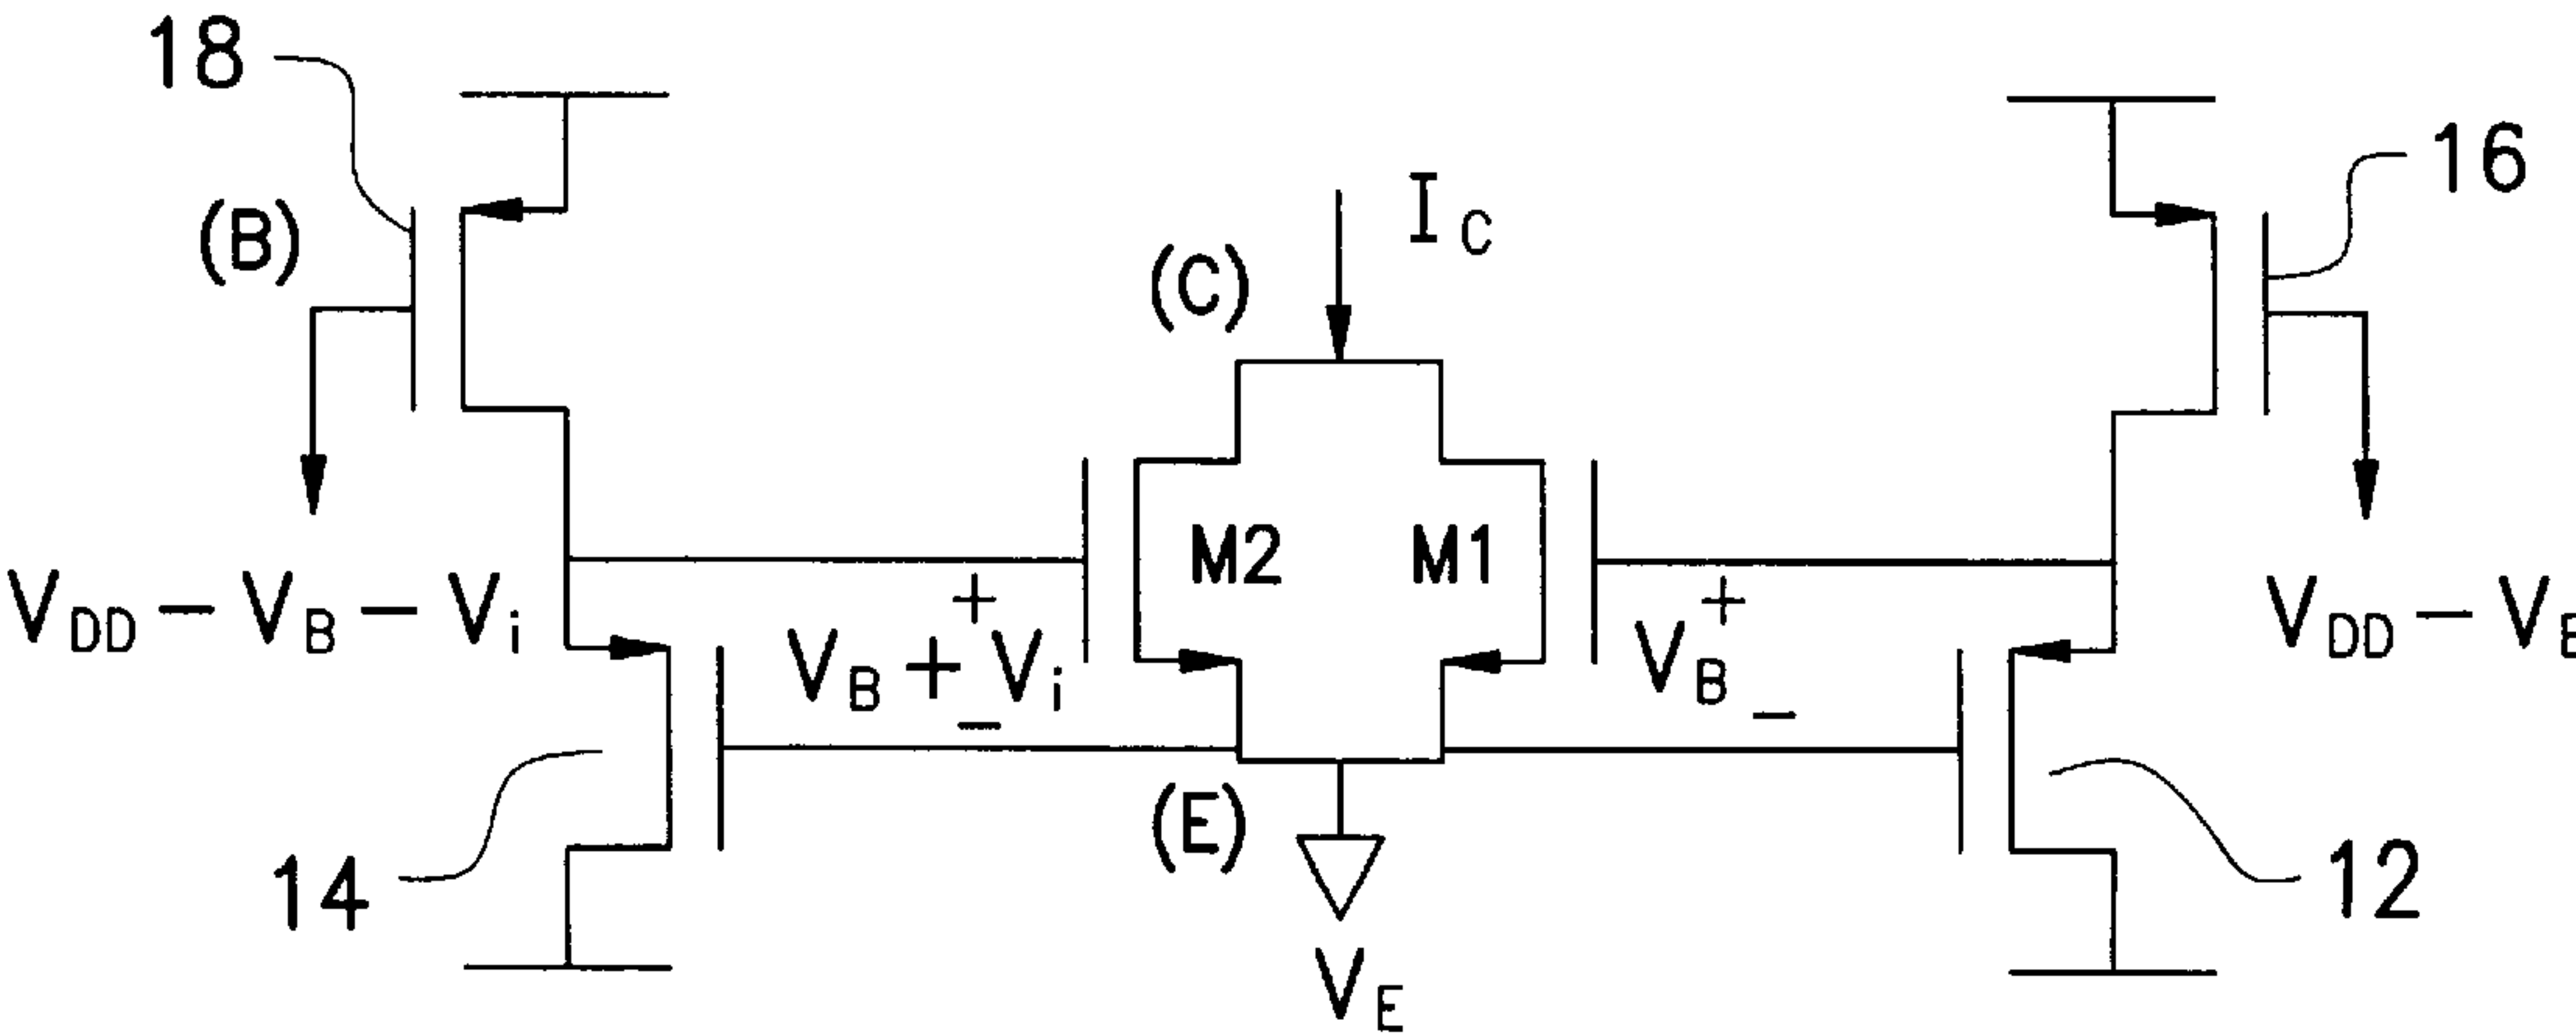 18
16
(B)
I_C
(C)
M2
M1
V_DD - V_B - V_i
+
V_B + V_i
-
+
V_B
-
V_DD - V_B
(E)
14
12
V_E